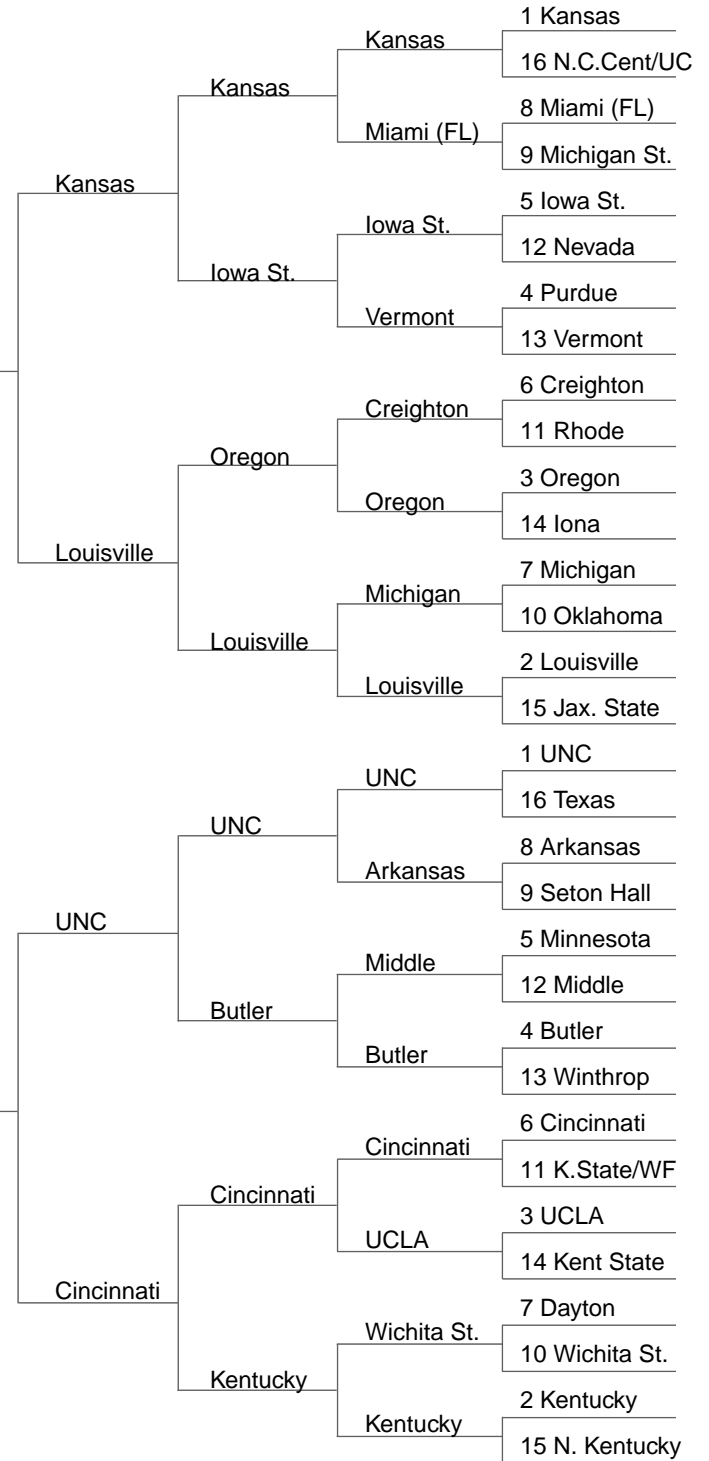 1 Kansas
Kansas
16 N.C.Cent/UC
Kansas
8 Miami (FL)
Miami (FL)
9 Michigan St.
Kansas
5 Iowa St.
Iowa St.
12 Nevada
Iowa St.
4 Purdue
Vermont
13 Vermont
6 Creighton
Creighton
11 Rhode
Oregon
3 Oregon
Oregon
14 Iona
Louisville
7 Michigan
Michigan
10 Oklahoma
Louisville
2 Louisville
Louisville
15 Jax. State
1 UNC
UNC
16 Texas
UNC
8 Arkansas
Arkansas
9 Seton Hall
UNC
5 Minnesota
Middle
12 Middle
Butler
4 Butler
Butler
13 Winthrop
6 Cincinnati
Cincinnati
11 K.State/WF
Cincinnati
3 UCLA
UCLA
14 Kent State
Cincinnati
7 Dayton
Wichita St.
10 Wichita St.
Kentucky
2 Kentucky
Kentucky
15 N. Kentucky